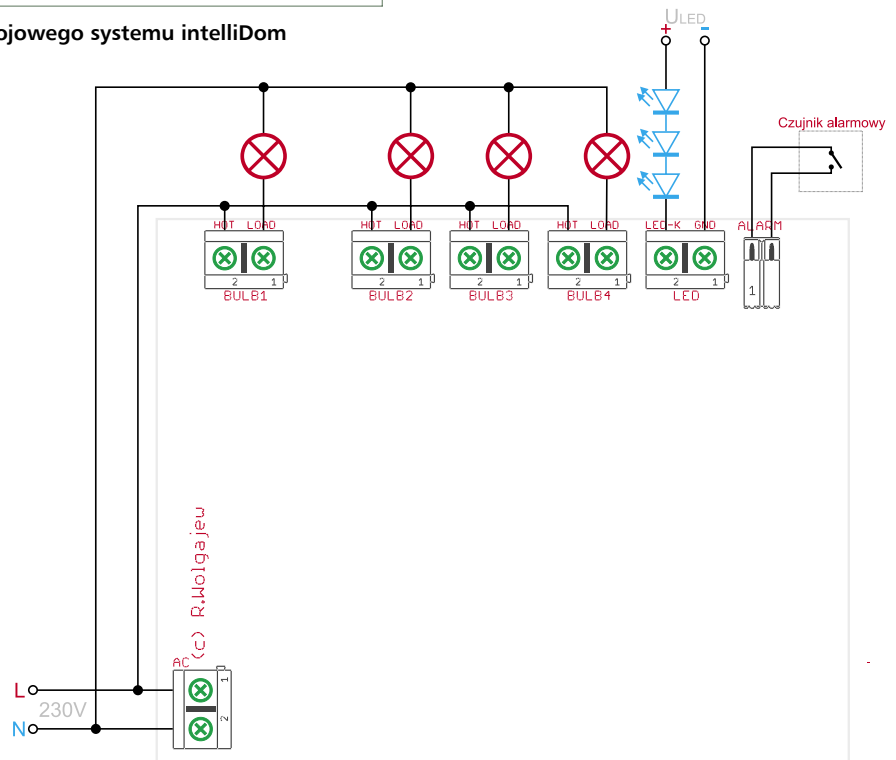 ojowego systemu intelliDom
ULED
+ -
Czujnik alarmowy
HOT LOAD
HOT LOAD
HOT LOAD
HOT LOAD
LED-K GND
ALARM
2 1
2 1
2 1
2 1
2 1
1
BULB1
BULB2
BULB3
BULB4
LED
(c) R.Wolgajew
AC
1
2
L
230V
N